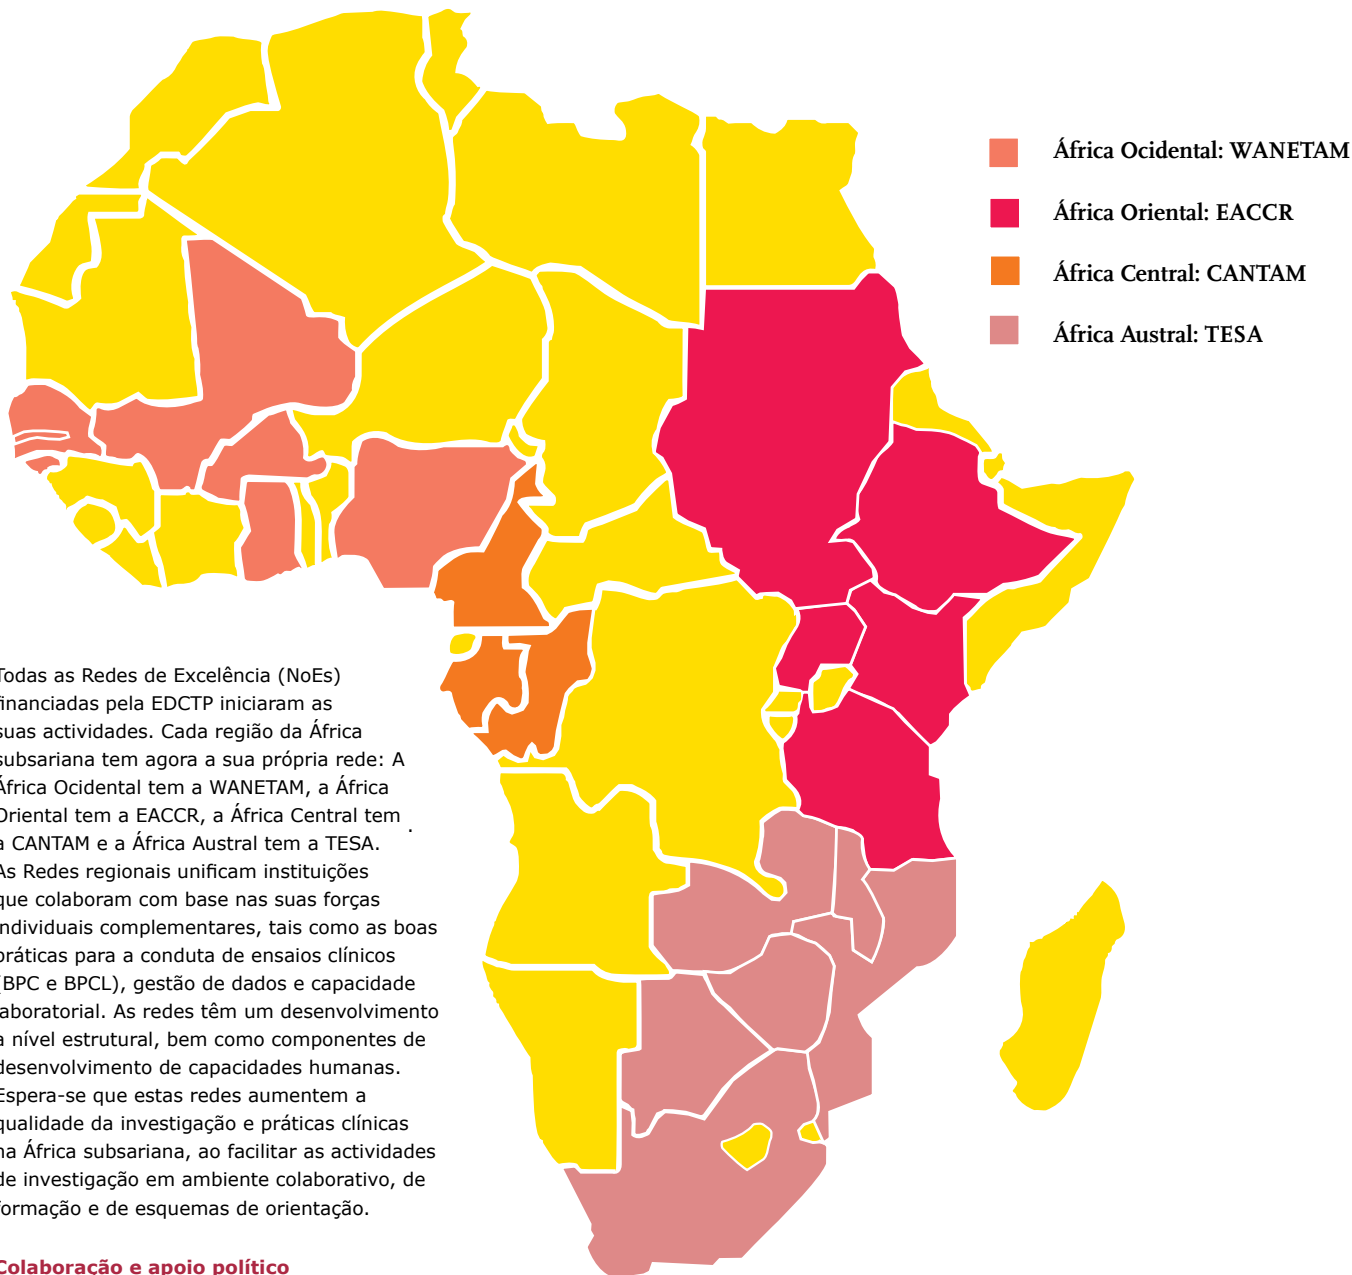 África Ocidental: WANETAM
África Oriental: EACCR
África Central: CANTAM
África Austral: TESA
Todas as Redes de Excelência (NoEs)
financiadas pela EDCTP iniciaram as
suas actividades. Cada região da África
subsariana tem agora a sua própria rede: A
África Ocidental tem a WANETAM, a África
Oriental tem a EACCR, a África Central tem
a CANTAM e a África Austral tem a TESA.
As Redes regionais unificam instituições
que colaboram com base nas suas forças
individuais complementares, tais como as boas
práticas para a conduta de ensaios clínicos
(BPC e BPCL), gestão de dados e capacidade
laboratorial. As redes têm um desenvolvimento
a nível estrutural, bem como componentes de
desenvolvimento de capacidades humanas.
Espera-se que estas redes aumentem a
qualidade da investigação e práticas clínicas
na África subsariana, ao facilitar as actividades
de investigação em ambiente colaborativo, de
formação e de esquemas de orientação.
Colaboração e apoio político